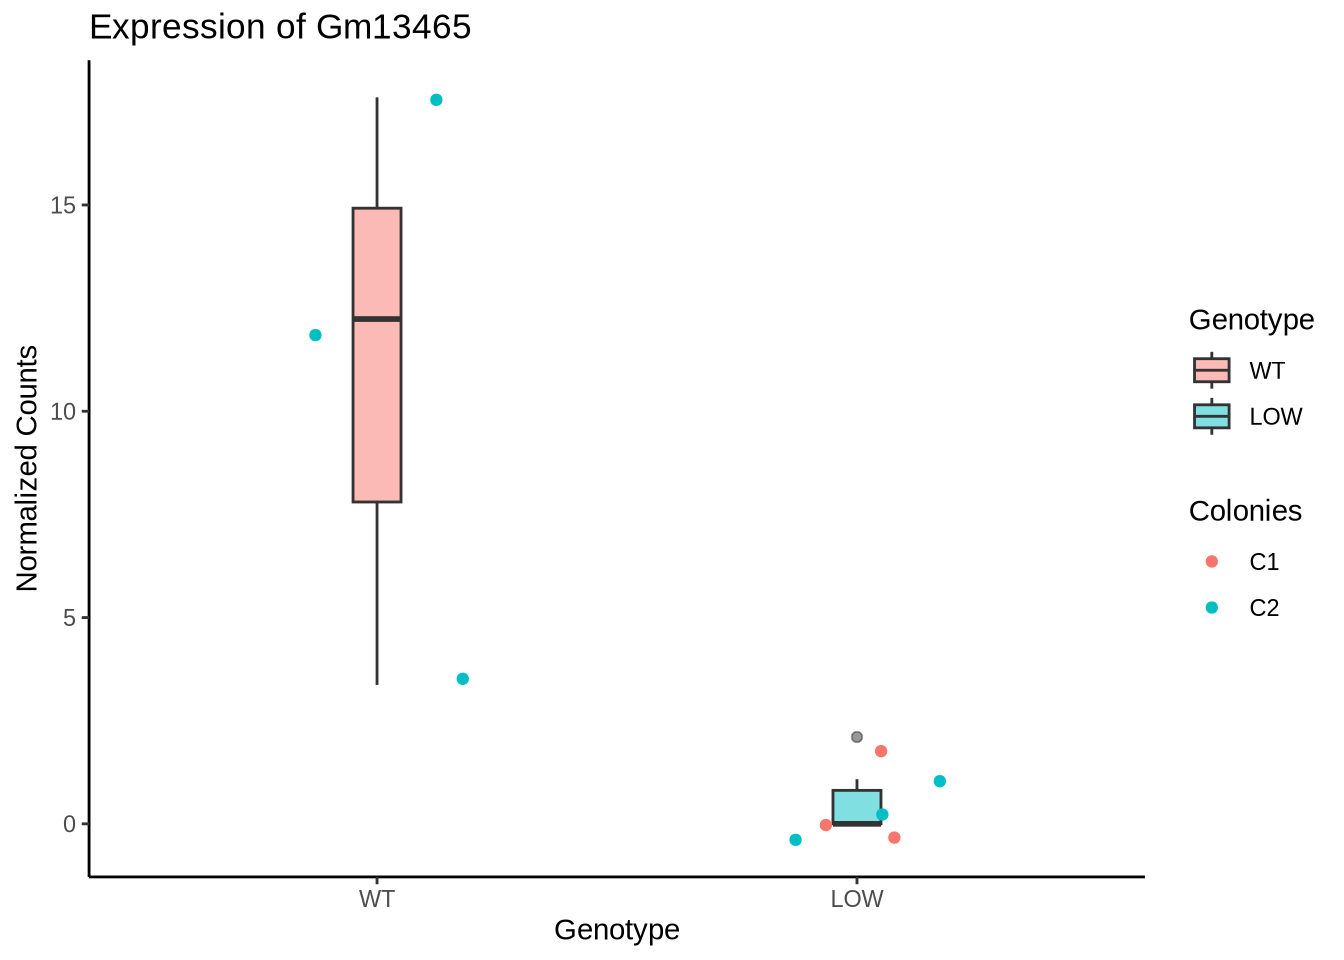 Expression of Gm13465
Normalized Counts
15
10
5
0
WT
LOW
Genotype
Genotype
WT
LOW
Colonies
C1
C2